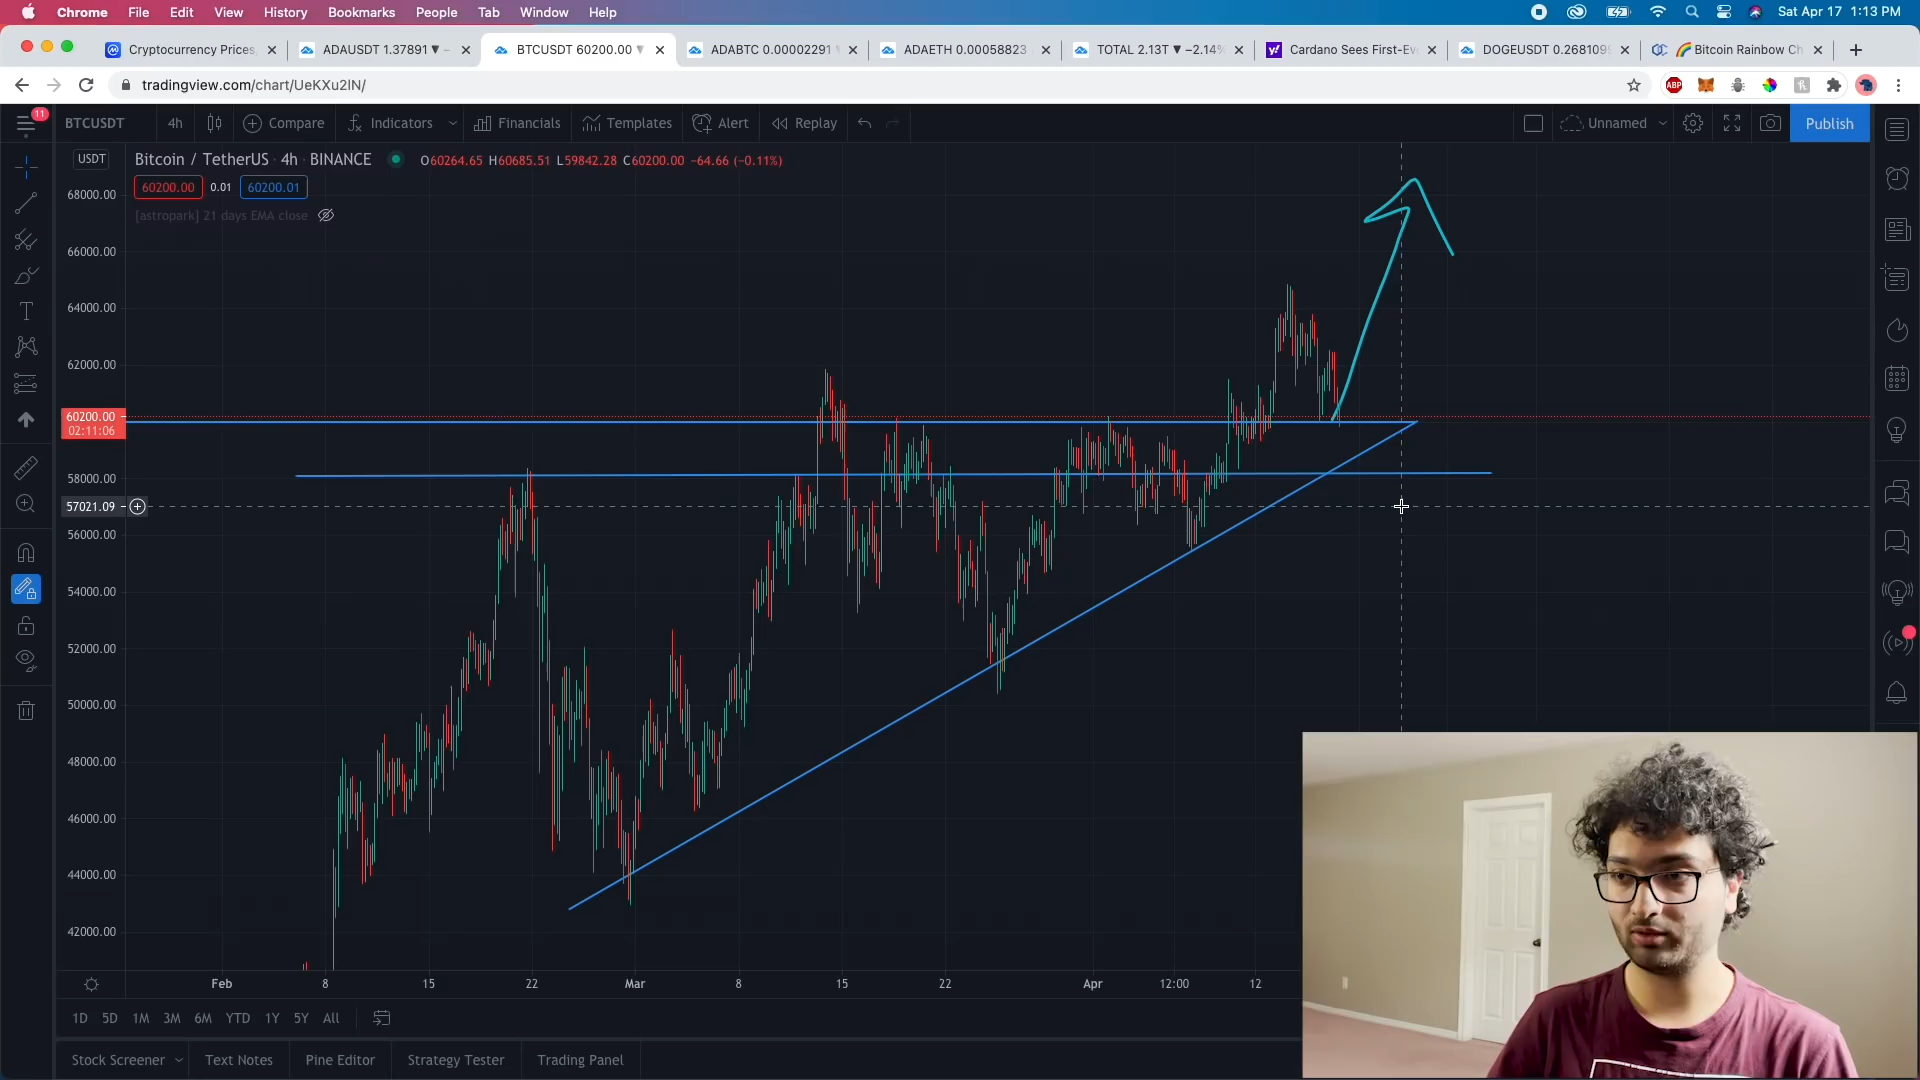 Chrome File Edit View History Bookmarks People Tab Window Help Sat Apr 17 1:13 PM
Cryptocurrency Prices, ADAUSDT 1.37891 ▼ − BTCUSDT 60200.00 ▼ ADABTC 0.00002291 ADAETH 0.00058823 TOTAL 2.13T ▼ −2.14% Cardano Sees First-Ev DOGEUSDT 0.268109 Bitcoin Rainbow Ch
tradingview.com/chart/UeKXu2IN/ ABP
11 BTCUSDT 4h Compare Indicators Financials Templates Alert Replay Unnamed Publish
USDT Bitcoin / TetherUS · 4h · BINANCE O60264.65 H60685.51 L59842.28 C60200.00 −64.66 (−0.11%)
60200.00 0.01 60200.01
[astropark] 21 days EMA close
68000.00
66000.00
64000.00
62000.00
60200.00
02:11:06
58000.00
57021.09
56000.00
54000.00
52000.00
50000.00
48000.00
46000.00
44000.00
42000.00
Feb 8 15 22 Mar 8 15 22 Apr 12:00 12
1D 5D 1M 3M 6M YTD 1Y 5Y All
Stock Screener Text Notes Pine Editor Strategy Tester Trading Panel